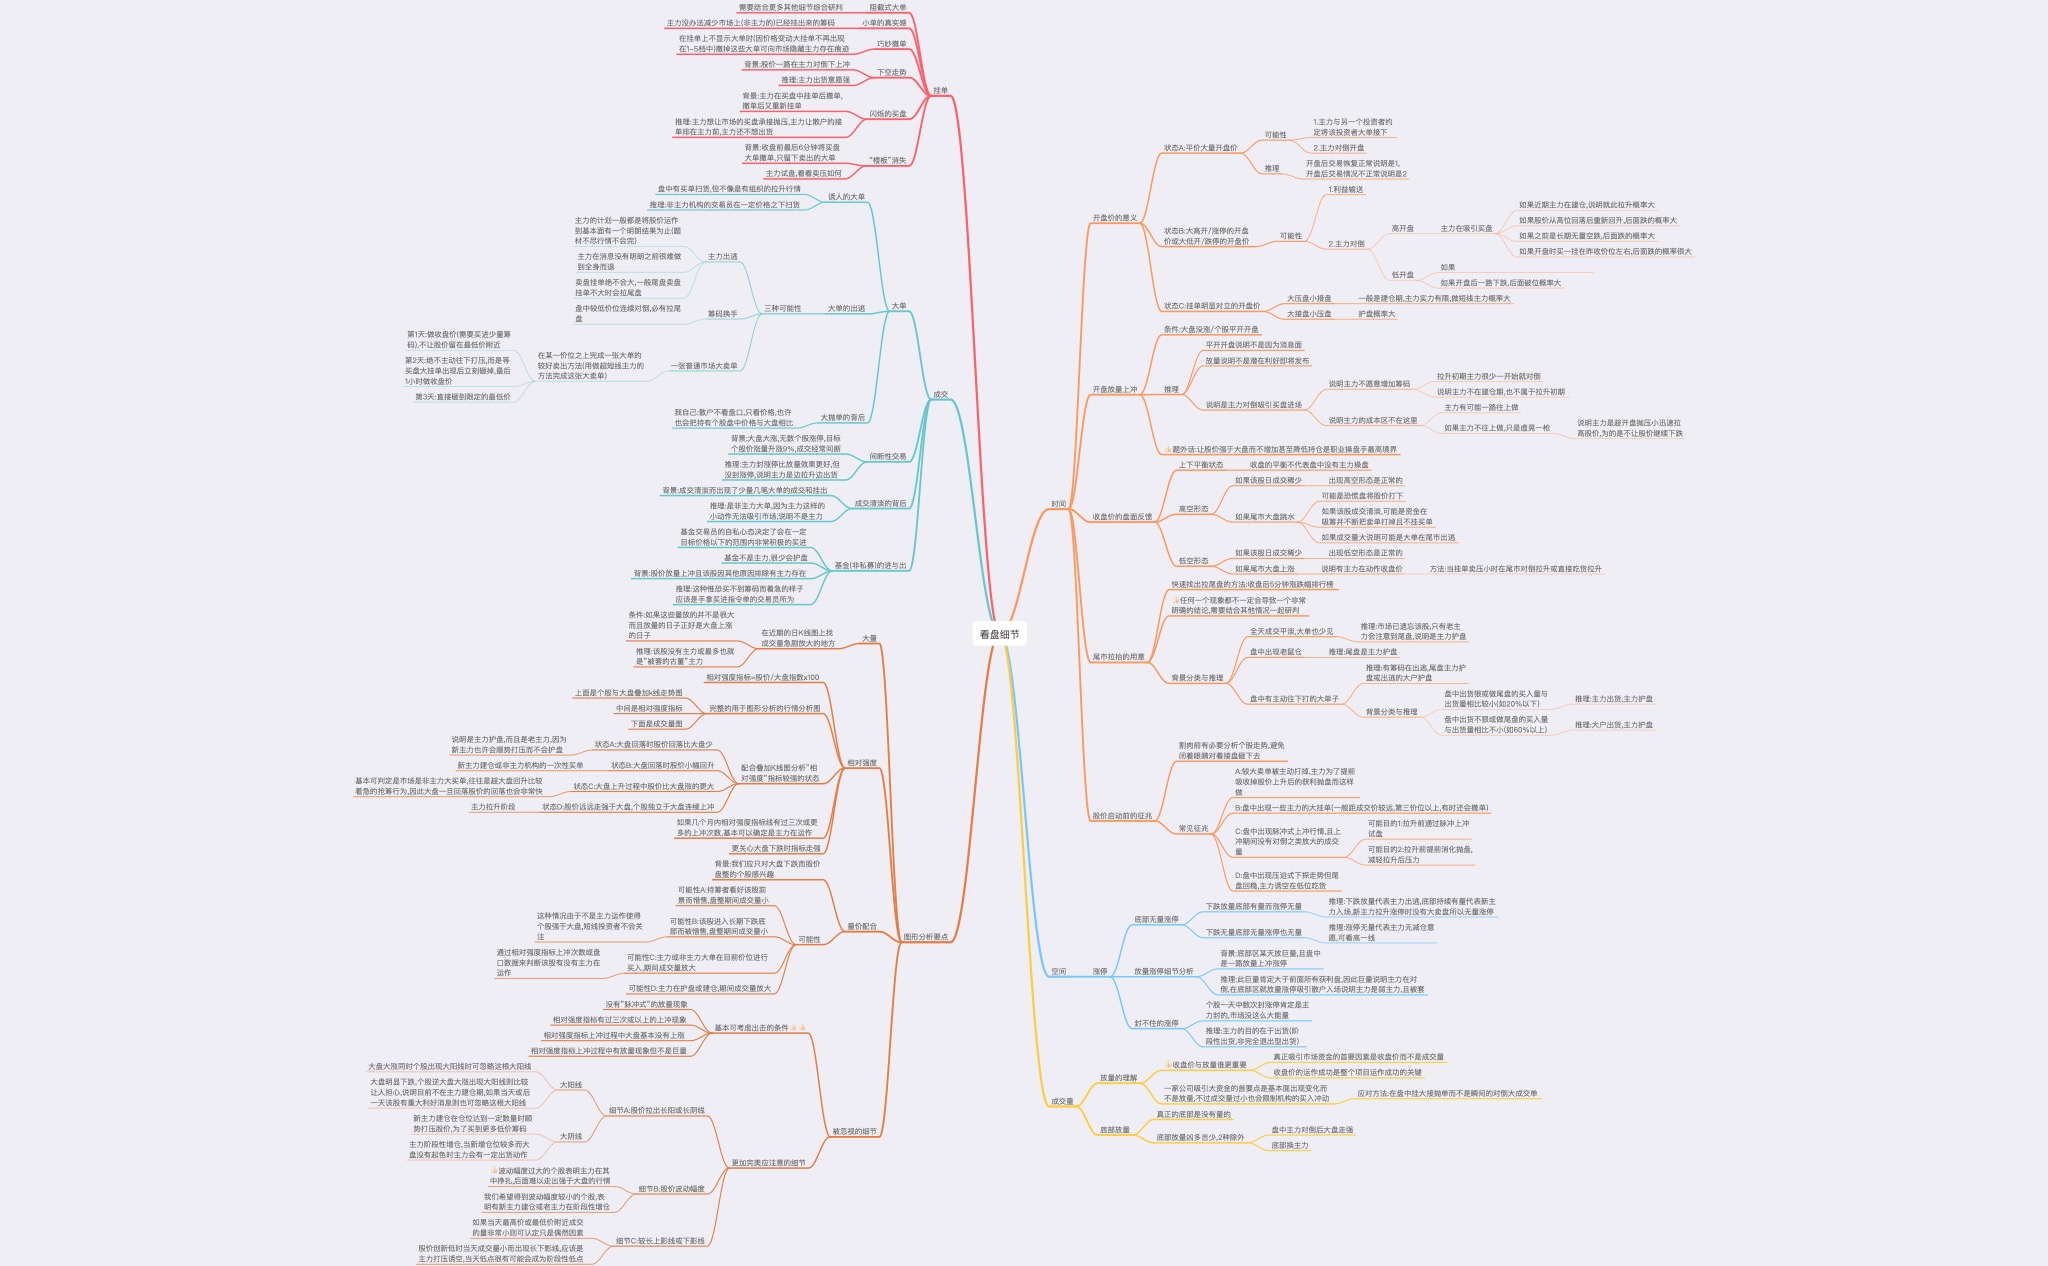 看盘细节
挂单
阻截式大单
需要结合更多其他细节综合研判
小单的真实感
主力没办法减少市场上(非主力的)已经挂出来的筹码
巧妙撤单
在挂单上不显示大单时(因价格变动大挂单不再出现
在1-5档中)撤掉这些大单可向市场隐藏主力存在痕迹
下空走势
背景:股价一路在主力对倒下上冲
推理:主力出货意愿强
闪烁的买盘
背景:主力在买盘中挂单后撤单,
撤单后又重新挂单
推理:主力想让市场的买盘承接抛压,主力让散户的接
单排在主力前,主力还不想出货
“楼板”消失
背景:收盘前最后6分钟将买盘
大单撤单,只留下卖出的大单
主力试盘,看看卖压如何
成交
大单
诱人的大单
盘中有买单扫货,但不像是有组织的拉升行情
推理:非主力机构的交易员在一定价格之下扫货
大单的出逃
三种可能性
主力出逃
主力的计划一般都是将股价运作
到基本面有一个明朗结果为止(题
材不尽行情不会完)
主力在消息没有明朗之前很难做
到全身而退
卖盘挂单绝不会大,一般尾盘卖盘
挂单不大时会拉尾盘
筹码换手
盘中较低价位连续对倒,必有拉尾
盘
一张普通市场大卖单
在某一价位之上完成一张大单的
较好卖出方法(用做超短线主力的
方法完成这张大卖单)
第1天:做收盘价(需要买进少量筹
码),不让股价留在最低价附近
第2天:绝不主动往下打压,而是等
买盘大挂单出现后立刻砸掉,最后
1小时做收盘价
第3天:直接砸到限定的最低价
大抛单的背后
我自己:散户不看盘口,只看价格,也许
也会把持有个股盘中价格与大盘相比
间断性交易
背景:大盘大涨,无数个股涨停,目标
个股价涨量升涨9%,成交经常间断
推理:主力封涨停比放量效果更好,但
没封涨停,说明主力是边拉升边出货
成交清淡的背后
背景:成交清淡而出现了少量几笔大单的成交和挂出
推理:是非主力大单,因为主力这样的
小动作无法吸引市场,说明不是主力
基金(非私募)的进与出
基金交易员的自私心态决定了会在一定
目标价格以下的范围内非常积极的买进
基金不是主力,很少会护盘
背景:股价放量上冲且该股因其他原因排除有主力存在
推理:这种惟恐买不到筹码而着急的样子
应该是手拿买进指令单的交易员所为
图形分析要点
大量
在近期的日K线图上找
成交量急剧放大的地方
条件:如果这些量放的并不是很大
而且放量的日子正好是大盘上涨
的日子
推理:该股没有主力或最多也就
是“被套的古董”主力
相对强度
相对强度指标=股价/大盘指数x100
完整的用于图形分析的行情分析图
上面是个股与大盘叠加k线走势图
中间是相对强度指标
下面是成交量图
配合叠加K线图分析“相
对强度”指标较强的状态
状态A:大盘回落时股价回落比大盘少
说明是主力护盘,而且是老主力,因为
新主力也许会顺势打压而不会护盘
状态B:大盘回落时股价小幅回升
新主力建仓或非主力机构的一次性买单
状态C:大盘上升过程中股价比大盘涨的更大
基本可判定是市场是非主力大买单,往往是趁大盘回升比较
着急的抢筹行为,因此大盘一旦回落股价的回落也会非常快
状态D:股价远远走强于大盘,个股独立于大盘连续上冲
主力拉升阶段
如果几个月内相对强度指标线有过三次或更
多的上冲次数,基本可以确定是主力在运作
更关心大盘下跌时指标走强
量价配合
背景:我们应只对大盘下跌而股价
盘整的个股感兴趣
可能性
可能性A:持筹者看好该股前
景而惜售,盘整期间成交量小
可能性B:该股进入长期下跌底
部而被惜售,盘整期间成交量小
这种情况由于不是主力运作使得
个股强于大盘,短线投资者不会关
注
可能性C:主力或非主力大单在目前价位进行
买入,期间成交量放大
通过相对强度指标上冲次数或盘
口数据来判断该股有没有主力在
运作
可能性D:主力在护盘或建仓,期间成交量放大
被忽视的细节
基本可考虑出击的条件👍👍
没有“脉冲式”的放量现象
相对强度指标有过三次或以上的上冲现象
相对强度指标上冲过程中大盘基本没有上涨
相对强度指标上冲过程中有放量现象但不是巨量
更加完美应注意的细节
细节A:股价拉出长阳或长阴线
大阳线
大盘大涨同时个股出现大阳线时可忽略这根大阳线
大盘明显下跌,个股逆大盘大涨出现大阳线则比较
让人担心,说明目前不在主力建仓期,如果当天或后
一天该股有重大利好消息则也可忽略这根大阳线
大阴线
新主力建仓在仓位达到一定数量时顺
势打压股价,为了买到更多低价筹码
主力阶段性增仓,当新增仓位较多而大
盘没有起色时主力会有一定出货动作
细节B:股价波动幅度
👍波动幅度过大的个股表明主力在其
中挣扎,后面难以走出强于大盘的行情
我们希望得到波动幅度较小的个股,表
明有新主力建仓或老主力在阶段性增仓
细节C:较长上影线或下影线
如果当天最高价或最低价附近成交
的量非常小则可认定只是偶然因素
股价创新低时当天成交量小而出现长下影线,应该是
主力打压诱空,当天低点很有可能会成为阶段性低点
时间
开盘价的意义
状态A:平价大量开盘价
可能性
1.主力与另一个投资者约
定将该投资者大单接下
2.主力对倒开盘
推理
开盘后交易恢复正常说明是1,
开盘后交易情况不正常说明是2
状态B:大高开/涨停的开盘
价或大低开/跌停的开盘价
可能性
1.利益输送
2.主力对倒
高开盘
主力在吸引买盘
如果近期主力在建仓,说明就此拉升概率大
如果股价从高位回落后重新回升,后面跌的概率大
如果之前是长期无量空跌,后面跌的概率大
如果开盘时买一挂在昨收价位左右,后面跌的概率很大
低开盘
如果
如果开盘后一路下跌,后面破位概率大
状态C:挂单明显对立的开盘价
大压盘小接盘
一般是建仓期,主力实力有限,做短线主力概率大
大接盘小压盘
护盘概率大
开盘放量上冲
条件:大盘没涨/个股平开开盘
推理
平开开盘说明不是因为消息面
放量说明不是潜在利好即将发布
说明是主力对倒吸引买盘进场
说明主力不愿意增加筹码
拉升初期主力很少一开始就对倒
说明主力不在建仓期,也不属于拉升初期
说明主力的成本区不在这里
主力有可能一路往上做
如果主力不往上做,只是虚晃一枪
说明主力是趁开盘抛压小迅速拉
高股价,为的是不让股价继续下跌
👍题外话:让股价强于大盘而不增加甚至降低持仓是职业操盘手最高境界
收盘价的盘面反馈
上下平衡状态
收盘的平衡不代表盘中没有主力操盘
高空形态
如果该股日成交稀少
出现高空形态是正常的
如果尾市大盘跳水
可能是恐慌盘将股价打下
如果该股成交清淡,可能是资金在
吸筹并不断把卖单打掉且不挂买单
如果成交量大说明可能是大单在尾市出逃
低空形态
如果该股日成交稀少
出现低空形态是正常的
如果尾市大盘上涨
说明有主力在动作收盘价
方法:当挂单卖压小时在尾市对倒拉升或直接吃货拉升
尾市拉抬的用意
快速找出拉尾盘的方法:收盘后5分钟涨跌幅排行榜
👍任何一个现象都不一定会导致一个非常
明确的结论,需要结合其他情况一起研判
背景分类与推理
全天成交平淡,大单也少见
推理:市场已遗忘该股,只有老主
力会注意到尾盘,说明是主力护盘
盘中出现老鼠仓
推理:尾盘是主力护盘
盘中有主动往下打的大单子
推理:有筹码在出逃,尾盘主力护
盘或出逃的大户护盘
背景分类与推理
盘中出货狠或做尾盘的买入量与
出货量相比较小(如20%以下)
推理:主力出货,主力护盘
盘中出货不狠或做尾盘的买入量
与出货量相比不小(如60%以上)
推理:大户出货,主力护盘
股价启动前的征兆
割肉前有必要分析个股走势,避免
闭着眼睛对着接盘砸下去
常见征兆
A:较大卖单被主动打掉,主力为了提前
吸收掉股价上升后的获利抛盘而这样
做
B:盘中出现一些主力的大挂单(一般距成交价较远,第三价位以上,有时还会撤单)
C:盘中出现脉冲式上冲行情,且上
冲期间没有对倒之类放大的成交
量
可能目的1:拉升前通过脉冲上冲
试盘
可能目的2:拉升前提前消化抛盘,
减轻拉升后压力
D:盘中出现压迫式下探走势但尾
盘回稳,主力诱空在低位吃货
空间
涨停
底部无量涨停
下跌放量底部有量而涨停无量
推理:下跌放量代表主力出逃,底部持续有量代表新主
力入场,新主力拉升涨停时没有大卖盘所以无量涨停
下跌无量底部无量涨停也无量
推理:涨停无量代表主力无减仓意
愿,可看高一线
放量涨停细节分析
背景:底部区某天放巨量,且盘中
是一路放量上冲涨停
推理:此巨量肯定大于前面所有获利盘,因此巨量说明主力在对
倒,在底部区就放量涨停吸引散户入场说明主力是弱主力,且被套
封不住的涨停
个股一天中数次封涨停肯定是主
力封的,市场没这么大能量
推理:主力的目的在于出货(阶
段性出货,非完全退出型出货)
成交量
放量的理解
👍收盘价与放量谁更重要
真正吸引市场资金的首要因素是收盘价而不是成交量
收盘价的运作成功是整个项目运作成功的关键
一家公司吸引大资金的首要点是基本面出现变化而
不是放量,不过成交量过小也会限制机构的买入冲动
应对方法:在盘中挂大接抛单而不是瞬间的对倒大成交单
底部放量
真正的底部是没有量的
底部放量凶多吉少,2种除外
盘中主力对倒后大盘走强
底部换主力